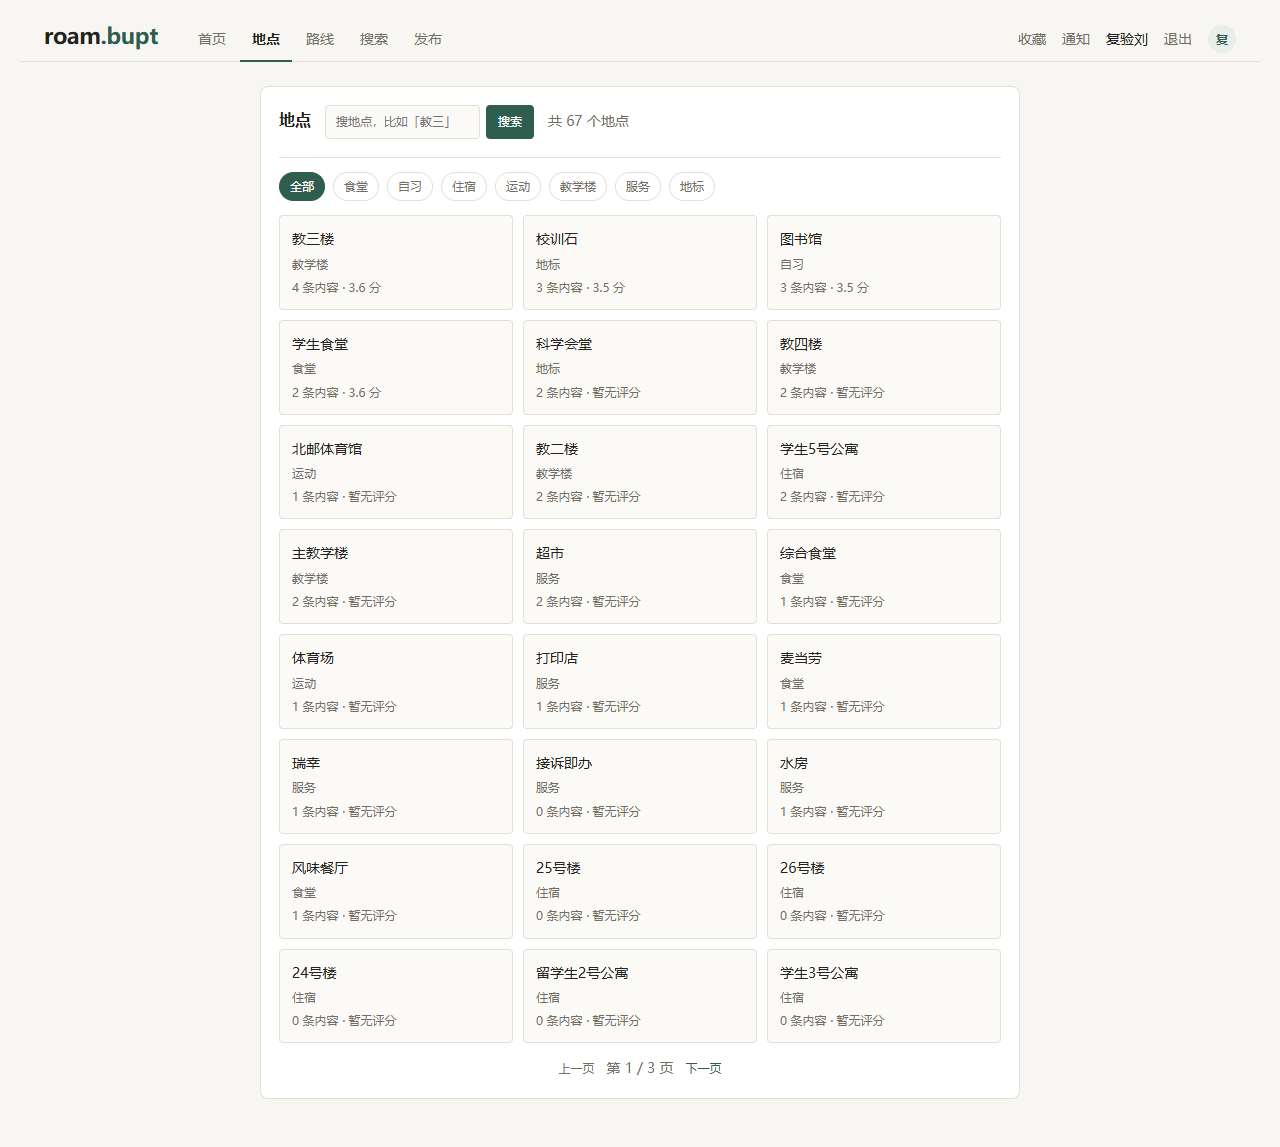 roam.bupt 首页 地点 路线 搜索 发布 收藏 通知 复验刘 退出 复
地点 搜地点，比如「教三」 搜索 共 67 个地点
全部 食堂 自习 住宿 运动 教学楼 服务 地标
教三楼 校训石 图书馆
教学楼 地标 自习
4 条内容 · 3.6 分 3 条内容 · 3.5 分 3 条内容 · 3.5 分
学生食堂 科学会堂 教四楼
食堂 地标 教学楼
2 条内容 · 3.6 分 2 条内容 · 暂无评分 2 条内容 · 暂无评分
北邮体育馆 教二楼 学生5号公寓
运动 教学楼 住宿
1 条内容 · 暂无评分 2 条内容 · 暂无评分 2 条内容 · 暂无评分
主教学楼 超市 综合食堂
教学楼 服务 食堂
2 条内容 · 暂无评分 2 条内容 · 暂无评分 1 条内容 · 暂无评分
体育场 打印店 麦当劳
运动 服务 食堂
1 条内容 · 暂无评分 1 条内容 · 暂无评分 1 条内容 · 暂无评分
瑞幸 接诉即办 水房
服务 服务 服务
1 条内容 · 暂无评分 0 条内容 · 暂无评分 1 条内容 · 暂无评分
风味餐厅 25号楼 26号楼
食堂 住宿 住宿
1 条内容 · 暂无评分 0 条内容 · 暂无评分 0 条内容 · 暂无评分
24号楼 留学生2号公寓 学生3号公寓
住宿 住宿 住宿
0 条内容 · 暂无评分 0 条内容 · 暂无评分 0 条内容 · 暂无评分
上一页 第 1 / 3 页 下一页